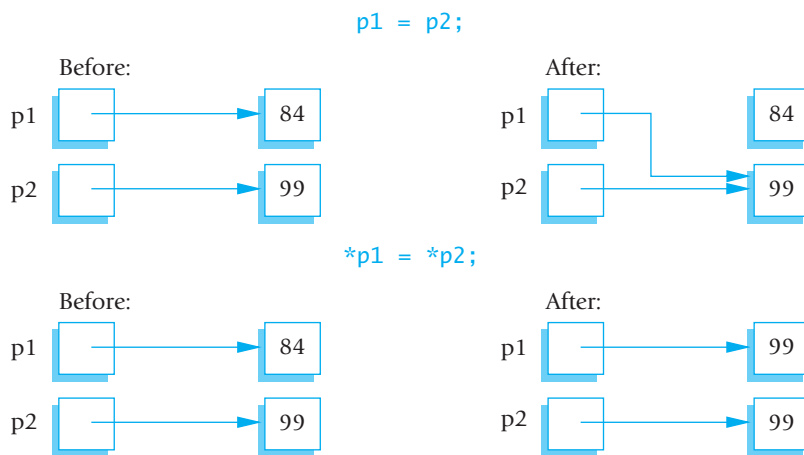 p1 = p2;
Before: After:
p1 84 p1 84
p2 99 p2 99
*p1 = *p2;
Before: After:
p1 84 p1 99
p2 99 p2 99